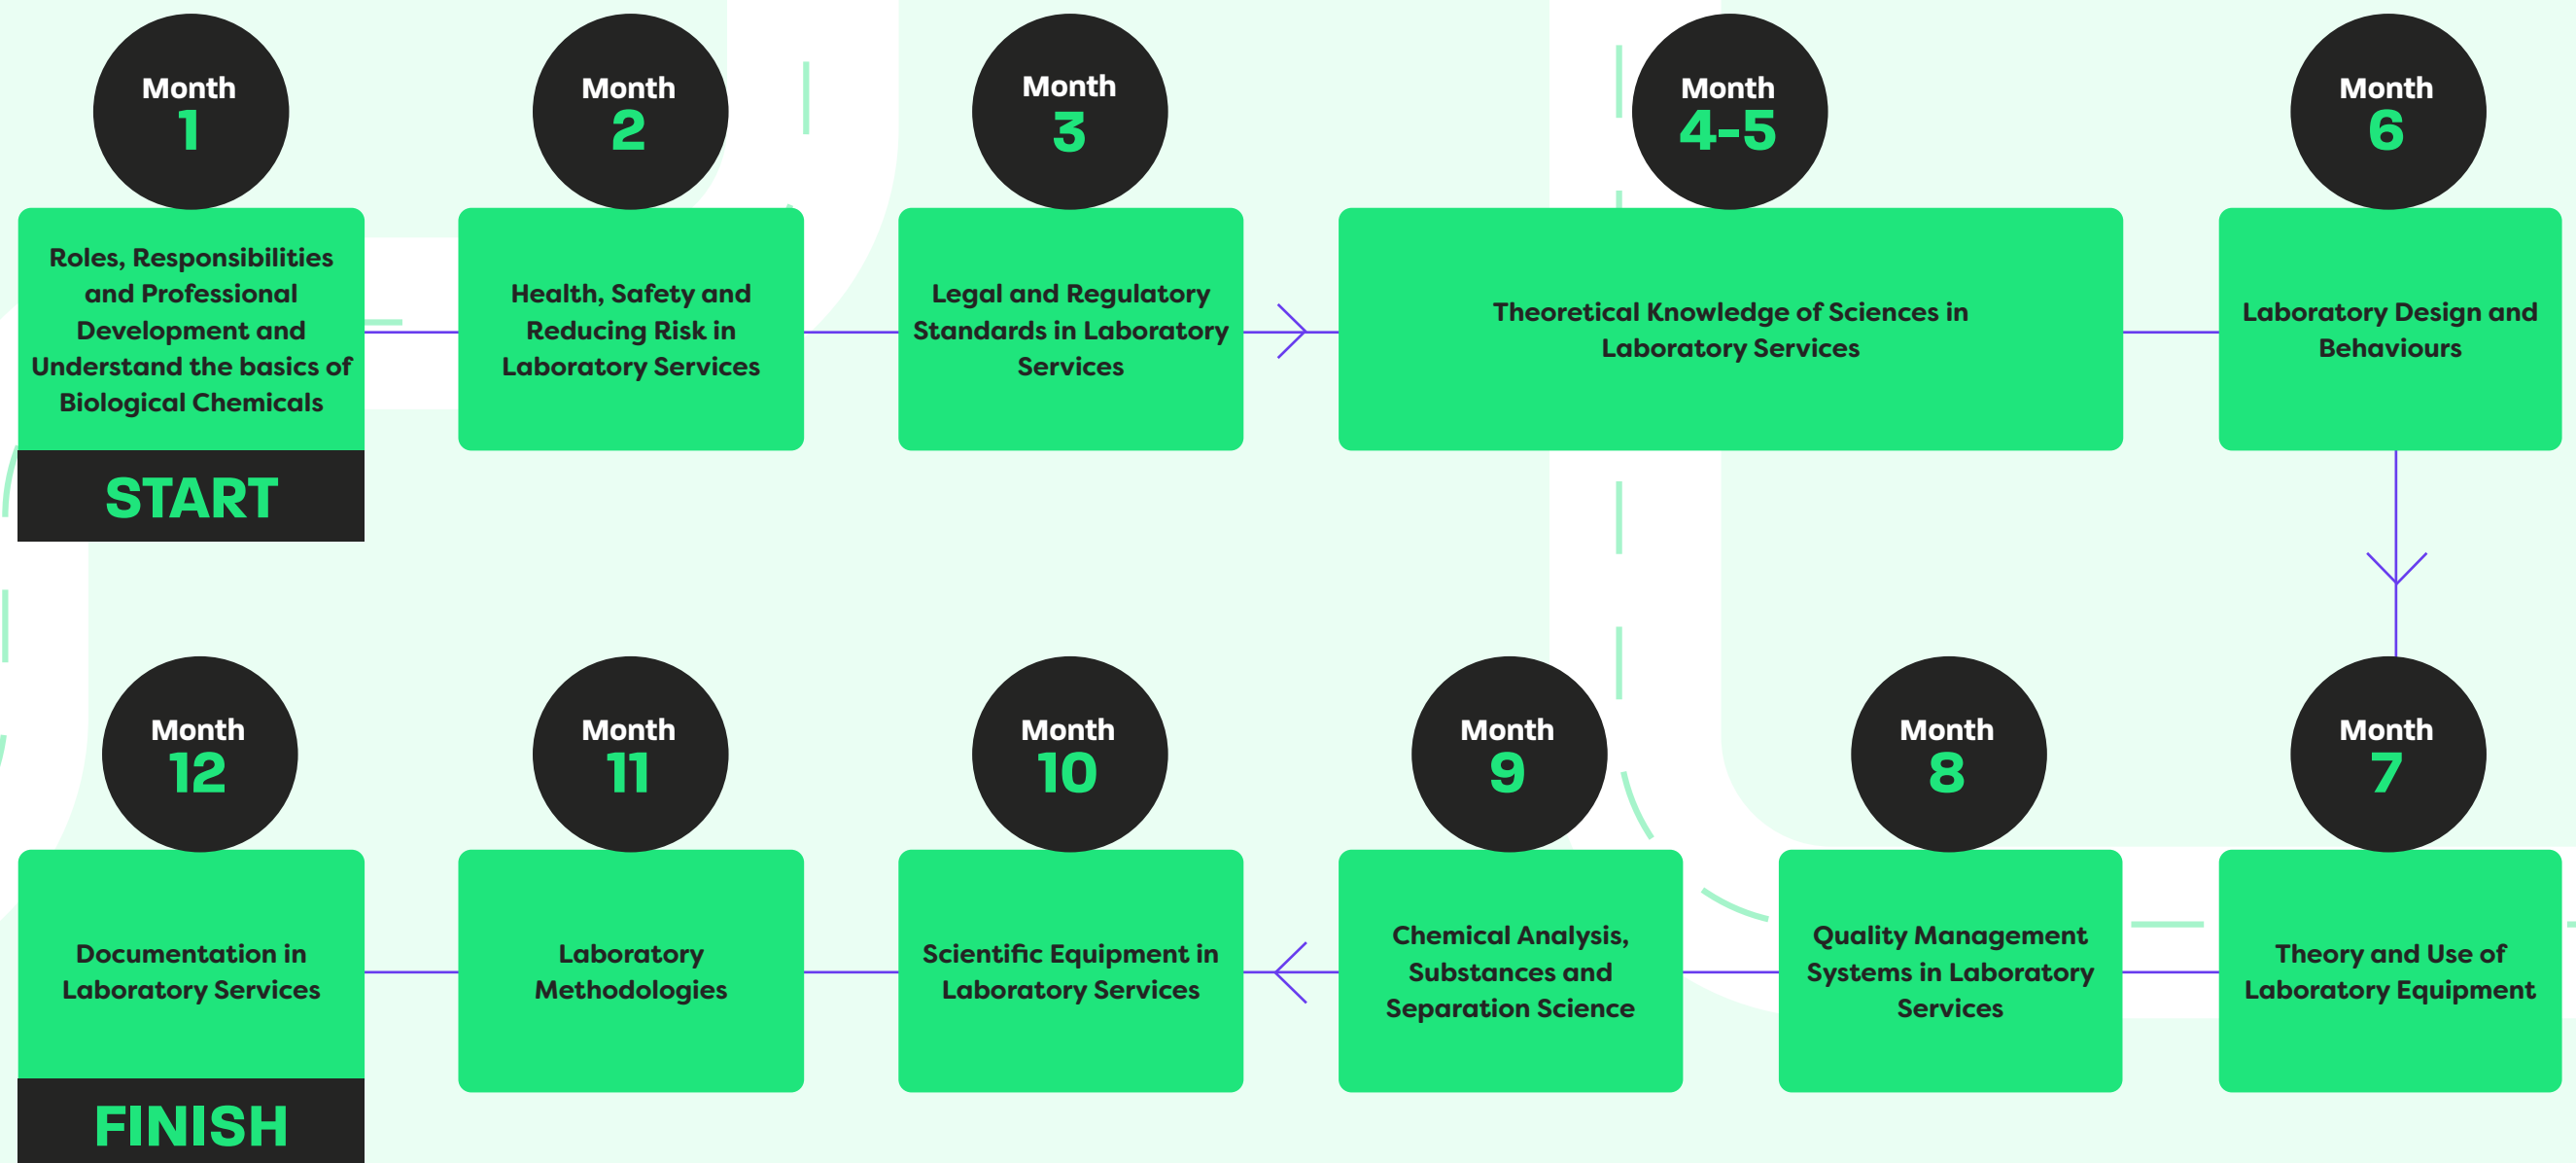 Month
1
Roles, Responsibilities
and Professional
Development and
Understand the basics of
Biological Chemicals
START
Month
2
Health, Safety and
Reducing Risk in
Laboratory Services
Month
3
Legal and Regulatory
Standards in Laboratory
Services
Month
4-5
Theoretical Knowledge of Sciences in
Laboratory Services
Month
6
Laboratory Design and
Behaviours
Month
7
Theory and Use of
Laboratory Equipment
Month
8
Quality Management
Systems in Laboratory
Services
Month
9
Chemical Analysis,
Substances and
Separation Science
Month
10
Scientific Equipment in
Laboratory Services
Month
11
Laboratory
Methodologies
Month
12
Documentation in
Laboratory Services
FINISH